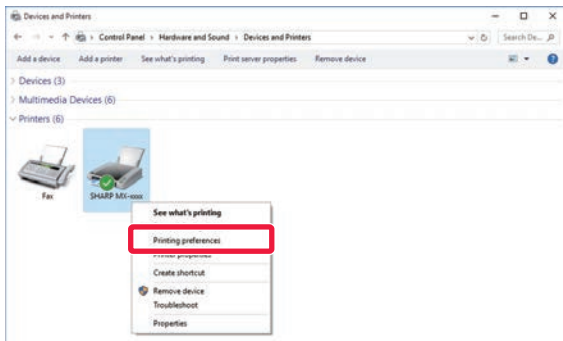 Devices and Printers
Control Panel › Hardware and Sound › Devices and Printers
Search De...
Add a device Add a printer See what's printing Print server properties Remove device
Devices (3)
Multimedia Devices (6)
Printers (6)
Fax
SHARP MX-xxxx
See what's printing
Printing preferences
Printer properties
Create shortcut
Remove device
Troubleshoot
Properties